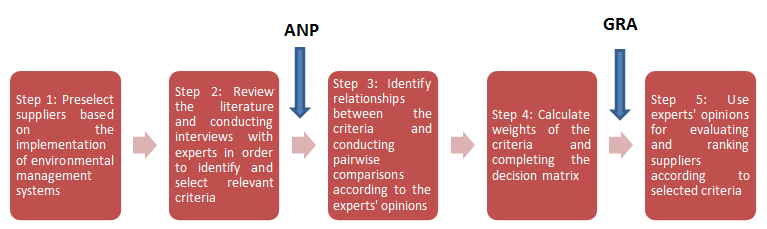 ANP
GRA
Step 1: Preselect
suppliers based
on the
implementation
of environmental
management
systems
Step 2: Review
the literature
and conducting
interviews with
experts in order
to identify and
select relevant
criteria
Step 3: Identify
relationships
between the
criteria and
conducting
pairwise
comparisons
according to the
experts' opinions
Step 4: Calculate
weights of the
criteria and
completing the
decision matrix
Step 5: Use
experts' opinions
for evaluating
and ranking
suppliers
according to
selected criteria